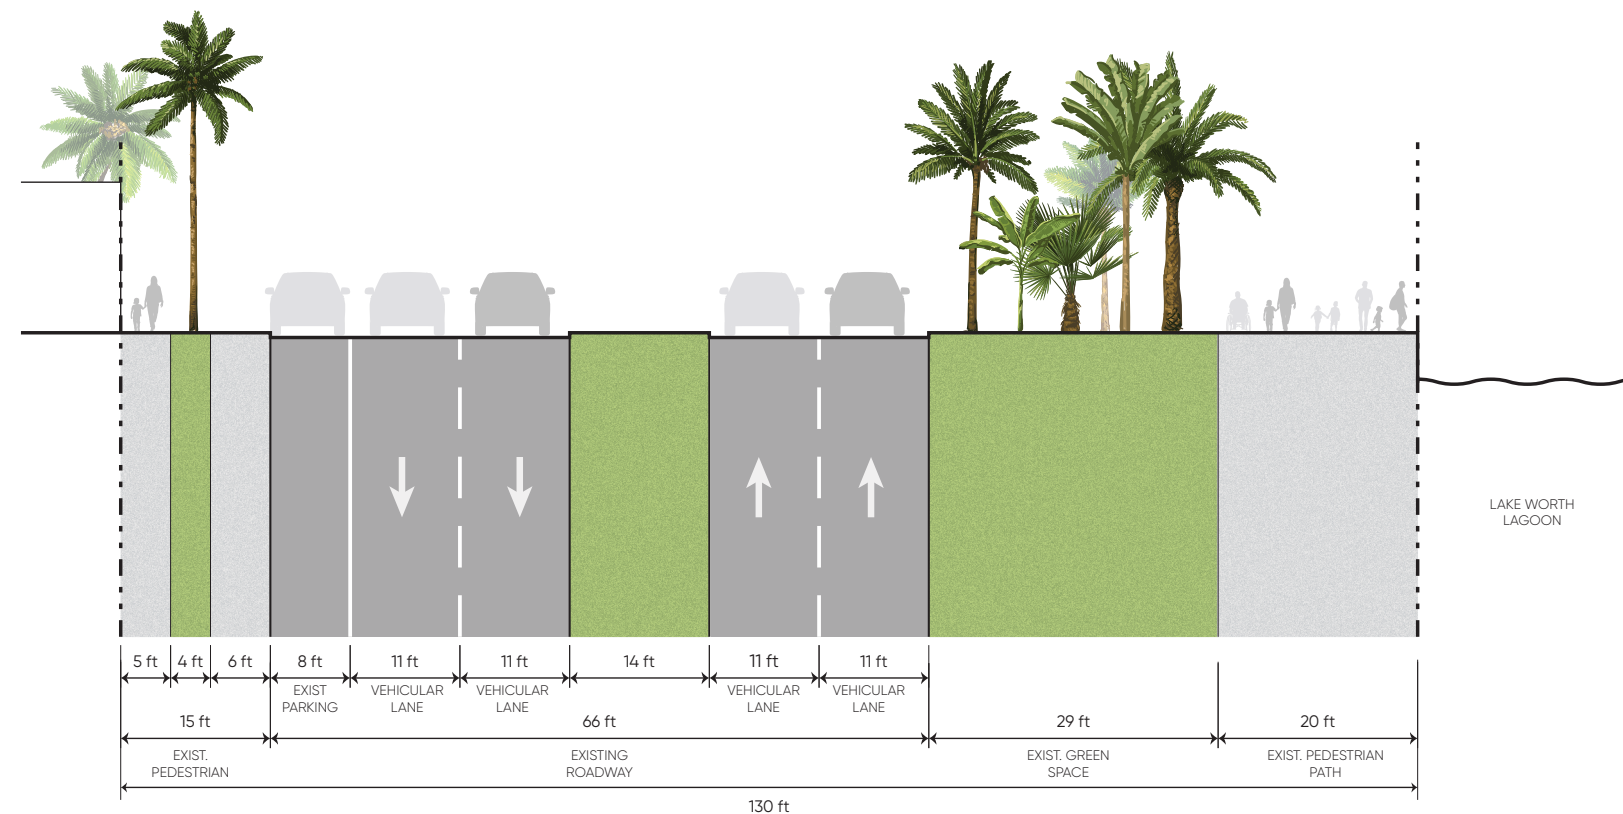 LAKE WORTH
LAGOON
5 ft
4 ft
6 ft
8 ft
11 ft
11 ft
14 ft
11 ft
11 ft
EXIST
PARKING
VEHICULAR
LANE
VEHICULAR
LANE
VEHICULAR
LANE
VEHICULAR
LANE
15 ft
66 ft
29 ft
20 ft
EXIST.
PEDESTRIAN
EXISTING
ROADWAY
EXIST. GREEN
SPACE
EXIST. PEDESTRIAN
PATH
130 ft